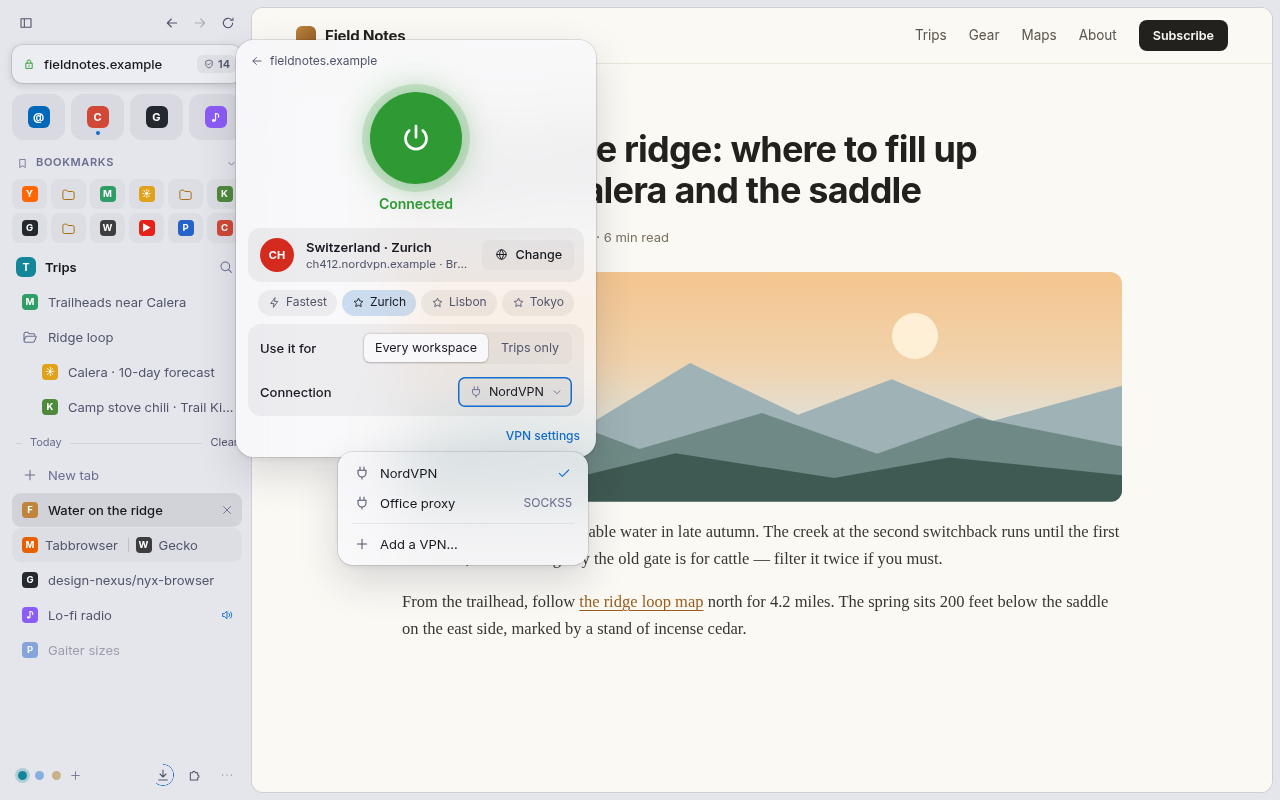 fieldnotes.example
14
@
C
G
BOOKMARKS
Y
M
K
G
W
P
C
T Trips
M Trailheads near Calera
Ridge loop
Calera · 10-day forecast
K Camp stove chili · Trail Ki...
Today
Clear
New tab
F Water on the ridge
M Tabbrowser
W Gecko
G design-nexus/nyx-browser
Lo-fi radio
P Gaiter sizes
fieldnotes.example
Connected
CH
Switzerland · Zurich
ch412.nordvpn.example · Br...
Change
Fastest
Zurich
Lisbon
Tokyo
Use it for
Every workspace
Trips only
Connection
NordVPN
VPN settings
NordVPN
Office proxy
SOCKS5
Add a VPN...
Field Notes
Trips
Gear
Maps
About
Subscribe
e ridge: where to fill up
alera and the saddle
· 6 min read
able water in late autumn. The creek at the second switchback runs until the first
the old gate is for cattle — filter it twice if you must.
From the trailhead, follow the ridge loop map north for 4.2 miles. The spring sits 200 feet below the saddle
on the east side, marked by a stand of incense cedar.